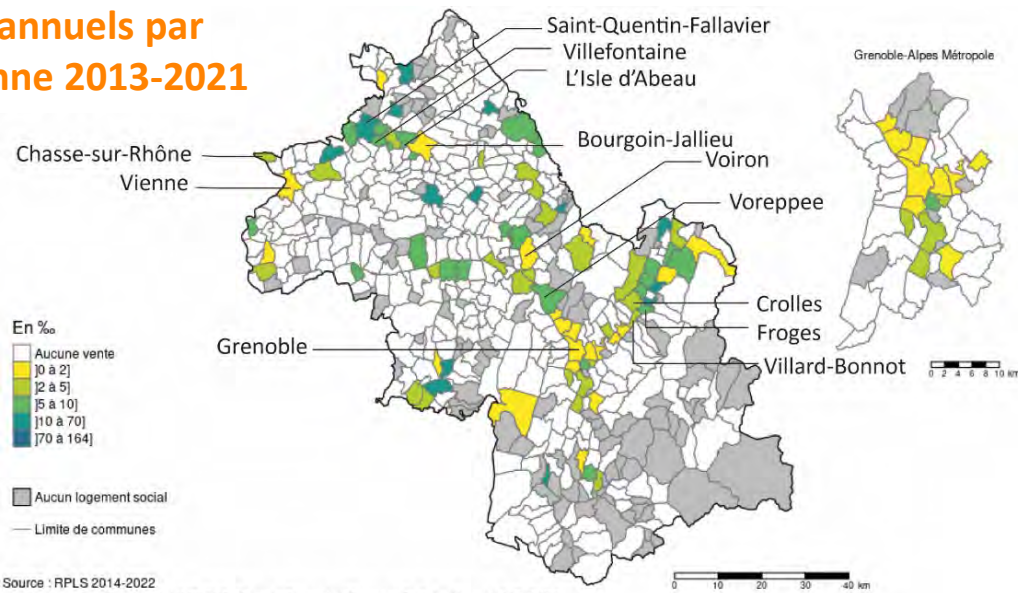 annuels par
nne 2013-2021
Saint-Quentin-Fallavier
Villefontaine
L'Isle d'Abeau
Grenoble-Alpes Métropole
Bourgoin-Jallieu
Chasse-sur-Rhône
Voiron
Vienne
Voreppee
Crolles
Froges
Grenoble
Villard-Bonnot
En ‰
Aucune vente
]0 à 2]
]2 à 5]
]5 à 10]
]10 à 70]
]70 à 164]
Aucun logement social
Limite de communes
0 2 4 6 8 10 km
Source : RPLS 2014-2022
0 10 20 30 40 km